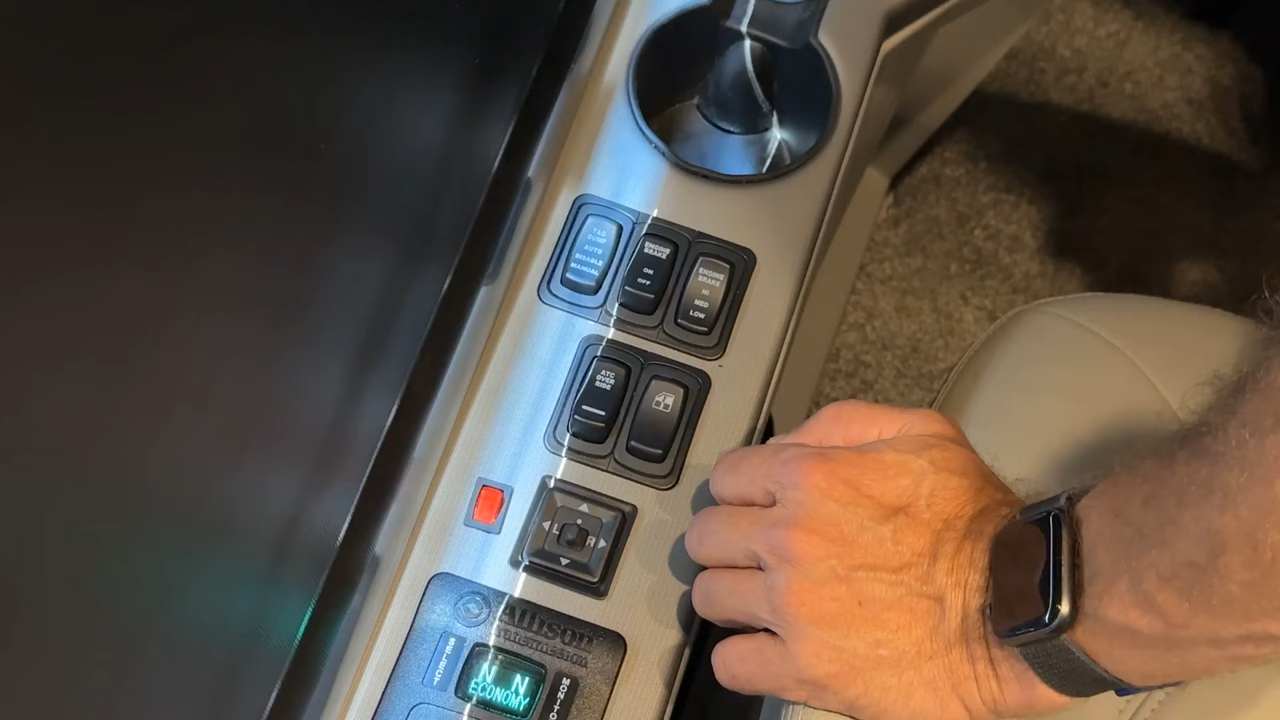 TAG
DUMP
AUTO
DISABLE
MANUAL
ENGINE
BRAKE
ON
OFF
ENGINE
BRAKE
HI
MED
LOW
ATC
OVER
RIDE
L R
Allison
Transmission
SELECT
N N
ECONOMY